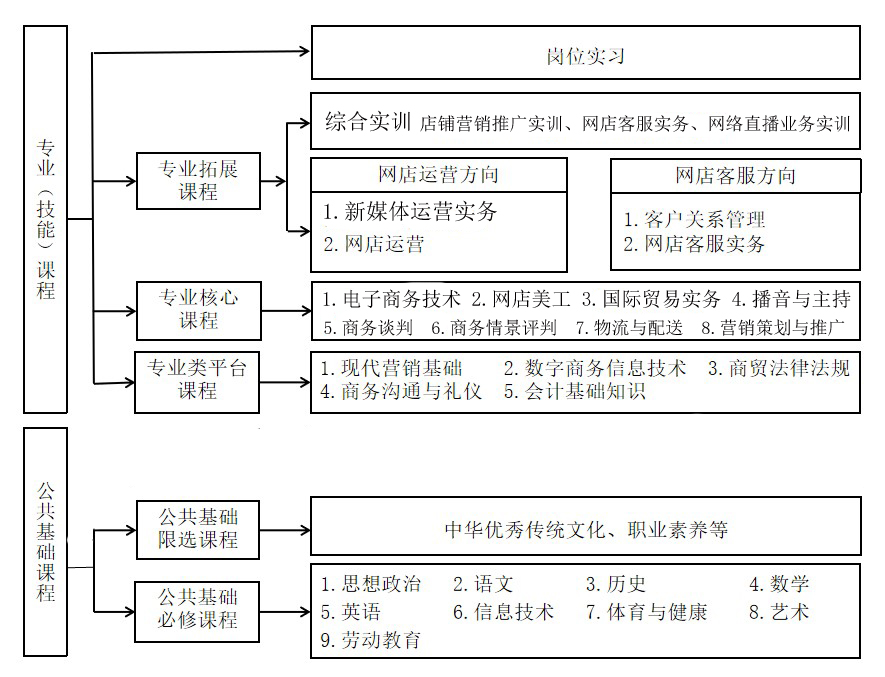 专业（技能）课程
岗位实习
专业拓展
课程
综合实训 店铺营销推广实训、网店客服实务、网络直播业务实训
网店运营方向
1.新媒体运营实务
2.网店运营
网店客服方向
1.客户关系管理
2.网店客服实务
专业核心
课程
1.电子商务技术 2.网店美工 3.国际贸易实务 4.播音与主持
5.商务谈判 6.商务情景评判 7.物流与配送 8.营销策划与推广
专业类平台
课程
1.现代营销基础 2.数字商务信息技术 3.商贸法律法规
4.商务沟通与礼仪 5.会计基础知识
公共基础课程
公共基础
限选课程
中华优秀传统文化、职业素养等
公共基础
必修课程
1.思想政治 2.语文 3.历史 4.数学
5.英语 6.信息技术 7.体育与健康 8.艺术
9.劳动教育